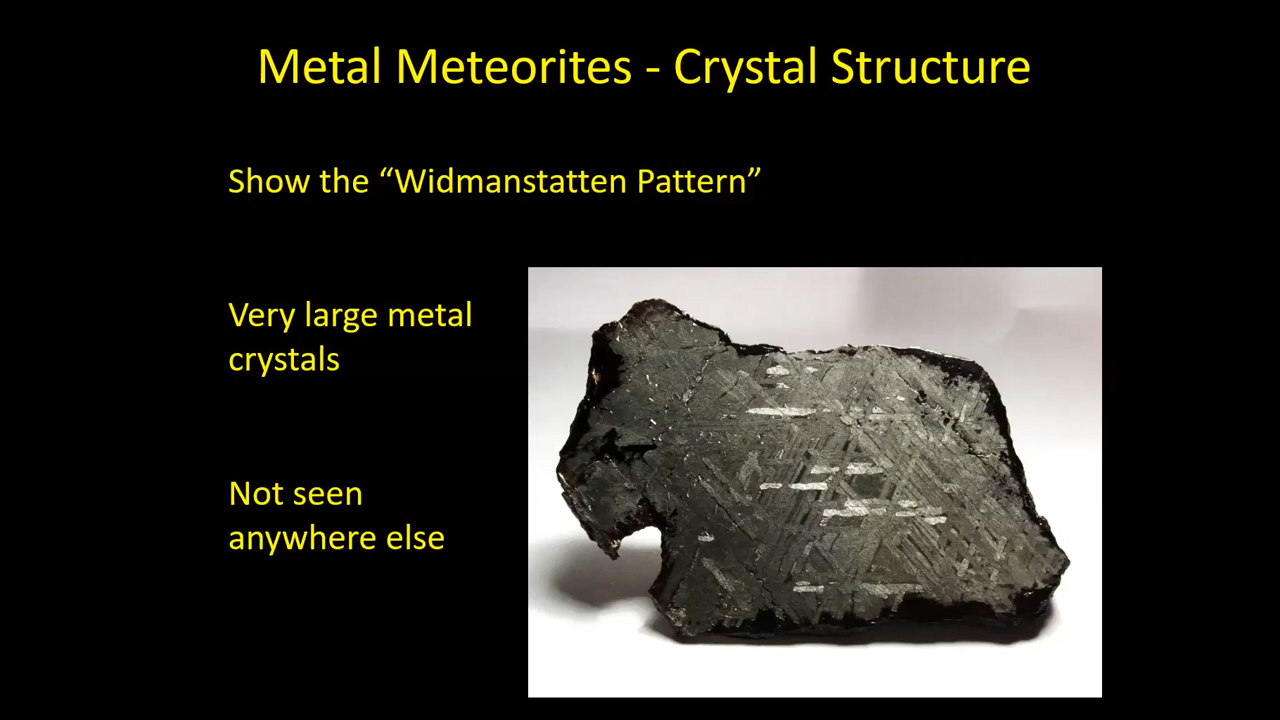 Metal Meteorites - Crystal Structure
Show the “Widmanstatten Pattern”
Very large metal
crystals
Not seen
anywhere else